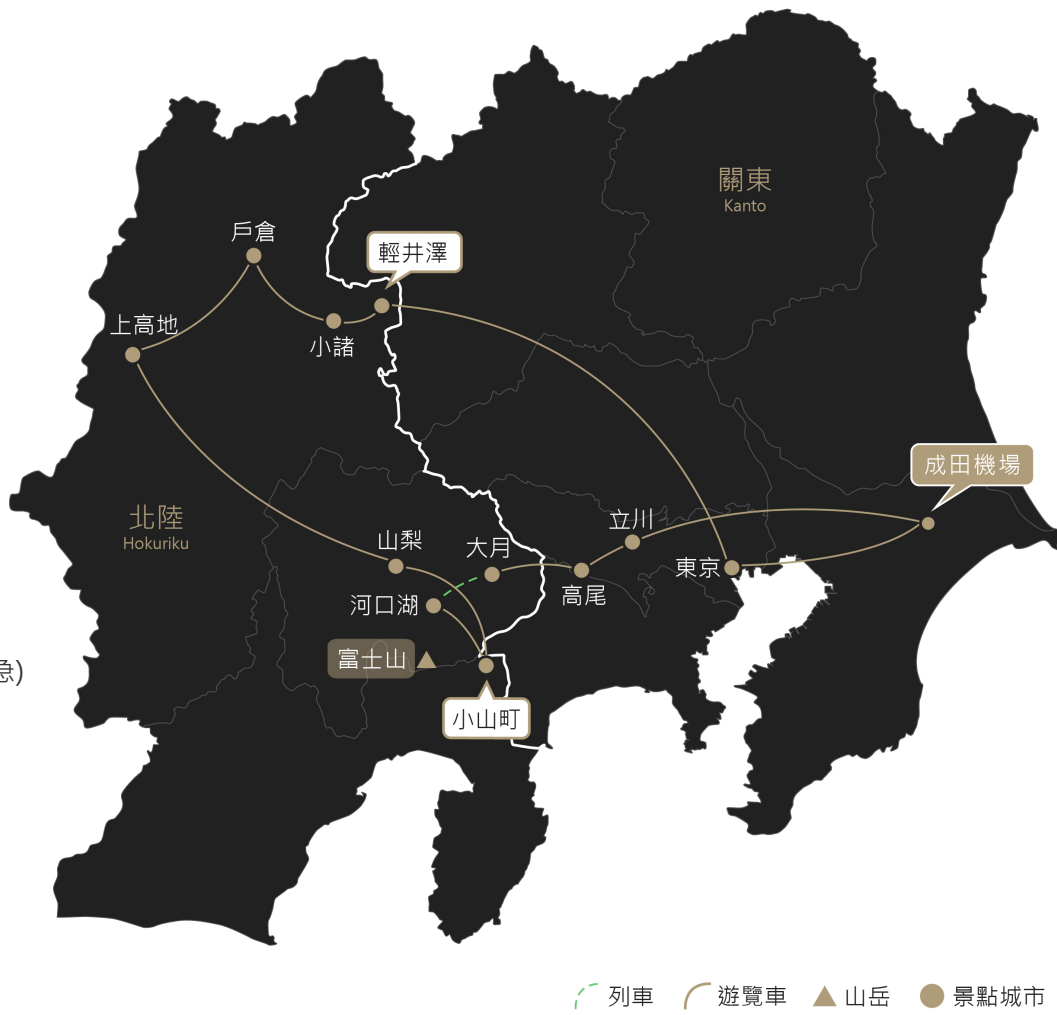 關東
Kanto
戶倉
輕井澤
上高地
小諸
成田機場
北陸
Hokuriku
立川
山梨
大月
東京
高尾
河口湖
富士山
急)
小山町
列車
遊覽車
山岳
景點城市